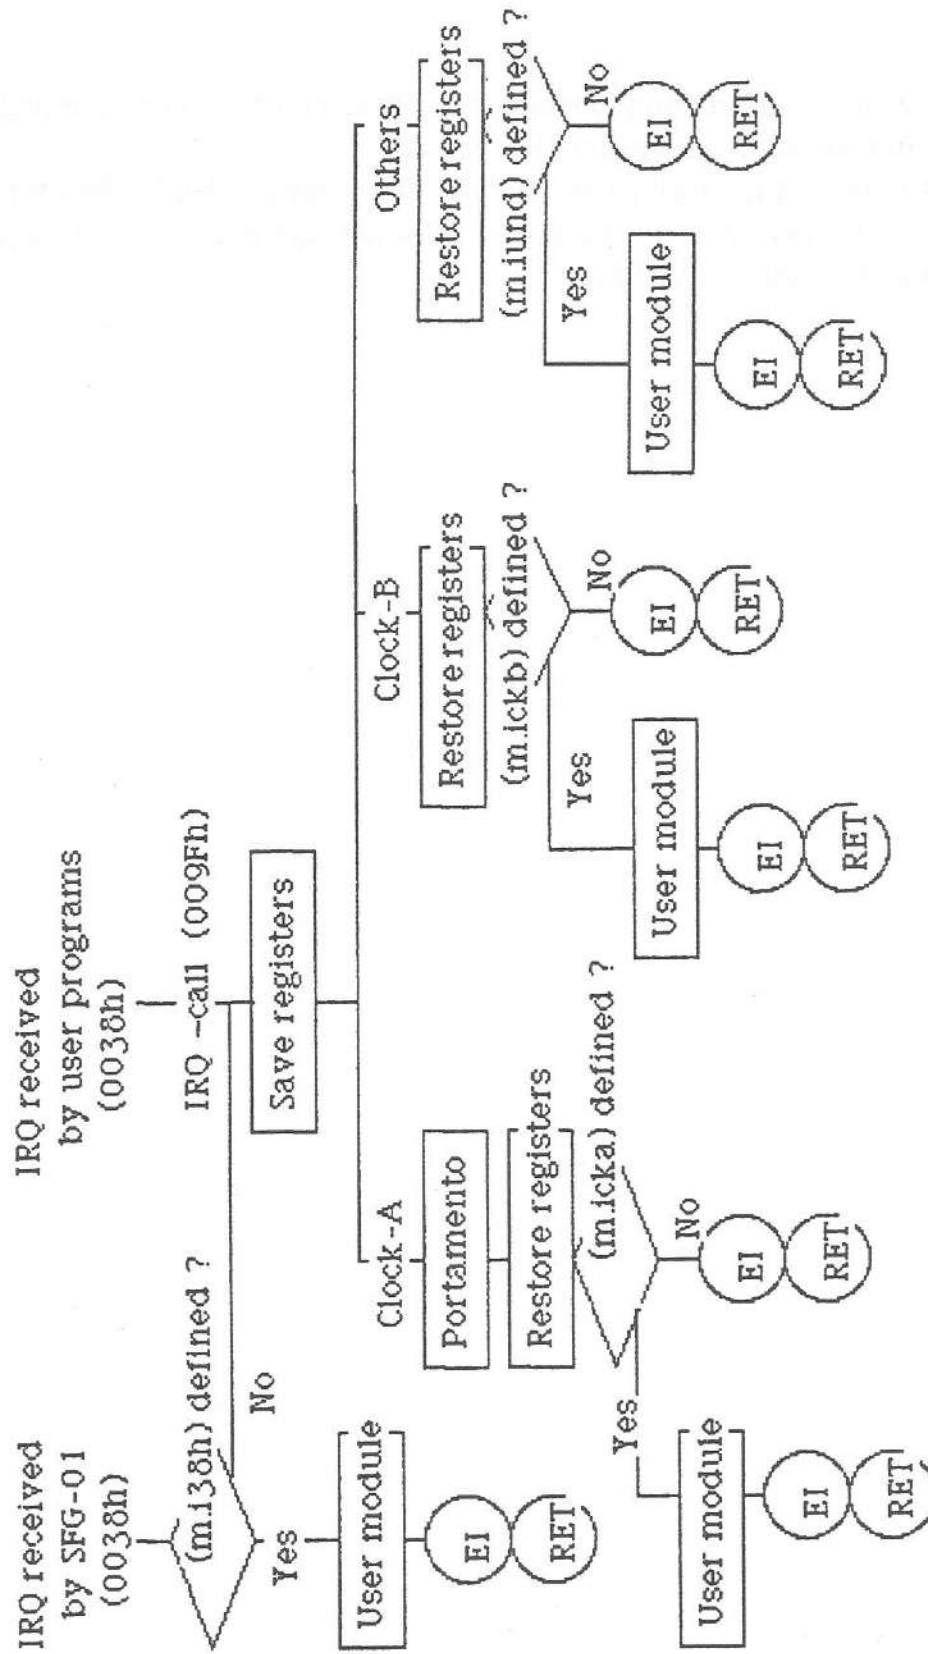 IRQ received
by SFG-01
(0038h)
(m.i38h) defined ?
No
Yes
User module
EI
RET
IRQ received
by user programs
(0038h)
IRQ -call (009Fh)
Save registers
Clock-A
Portamento
Restore registers
(m.icka) defined ?
No
EI
RET
Yes
User module
EI
RET
Clock-B
Restore registers
(m.ickb) defined ?
No
EI
RET
Yes
User module
EI
RET
Others
Restore registers
(m.iund) defined ?
No
EI
RET
Yes
User module
EI
RET